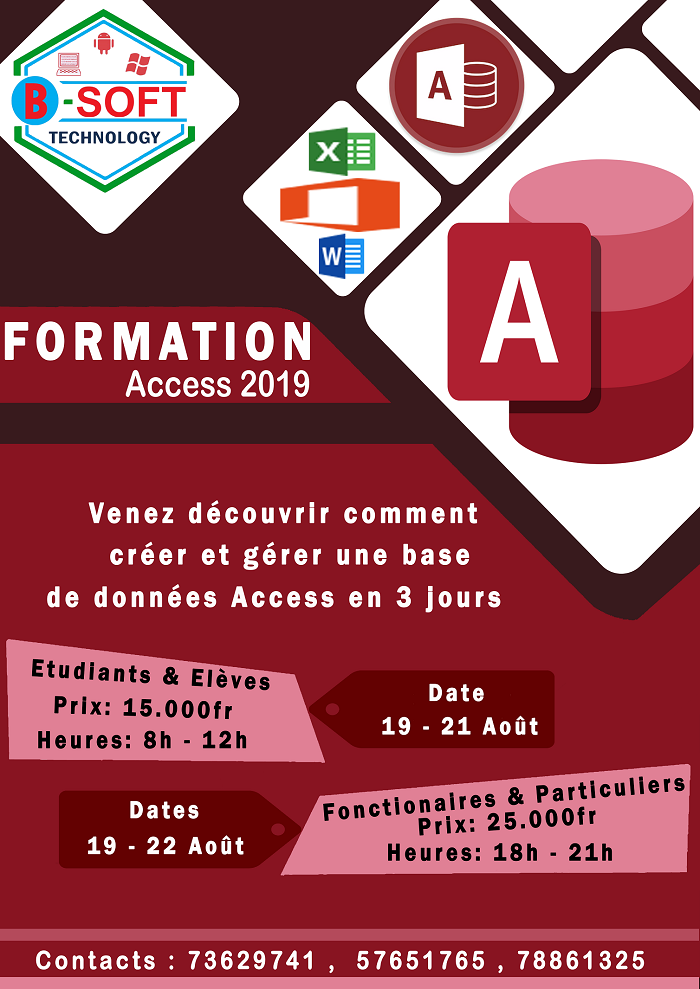 B-SOFT
TECHNOLOGY
A
X
W
A
FORMATION
Access 2019
Venez découvrir comment
créer et gérer une base
de données Access en 3 jours
Etudiants & Elèves
Prix: 15.000fr
Heures: 8h - 12h
Date
19 - 21 Août
Dates
19 - 22 Août
Fonctionaires & Particuliers
Prix: 25.000fr
Heures: 18h - 21h
Contacts : 73629741 , 57651765 , 78861325